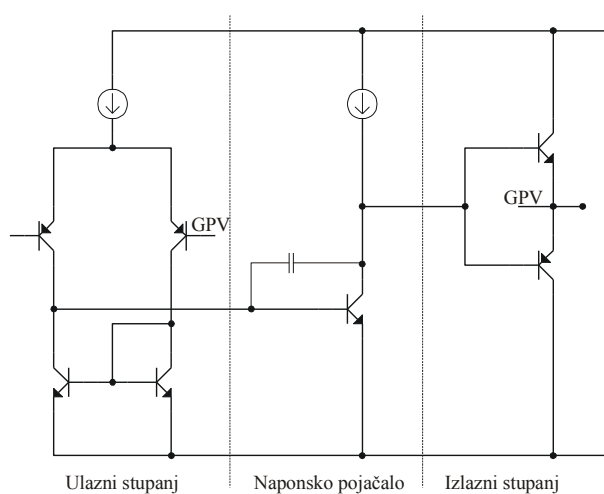 GPV
GPV
Ulazni stupanj
Naponsko pojačalo
Izlazni stupanj